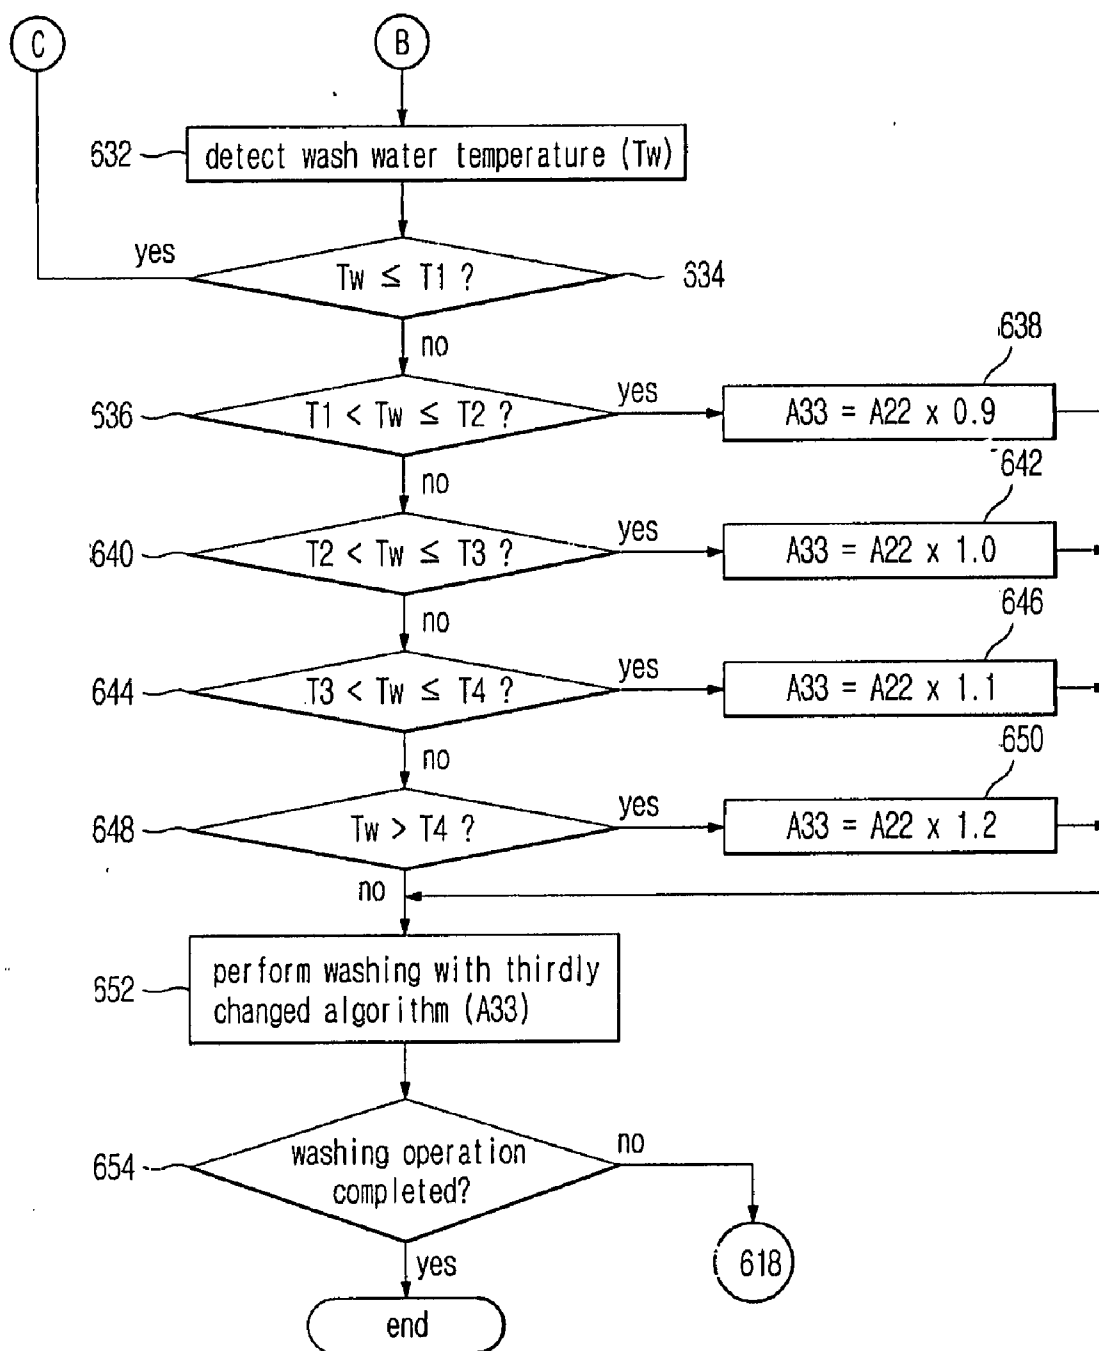 C
B
632
detect wash water temperature (Tw)
yes
Tw ≤ T1 ?
634
no
638
636
T1 < Tw ≤ T2 ?
yes
A33 = A22 x 0.9
no
642
640
T2 < Tw ≤ T3 ?
yes
A33 = A22 x 1.0
no
646
644
T3 < Tw ≤ T4 ?
yes
A33 = A22 x 1.1
no
650
648
Tw > T4 ?
yes
A33 = A22 x 1.2
no
652
perform washing with thirdly
changed algorithm (A33)
654
washing operation
completed?
no
yes
618
end